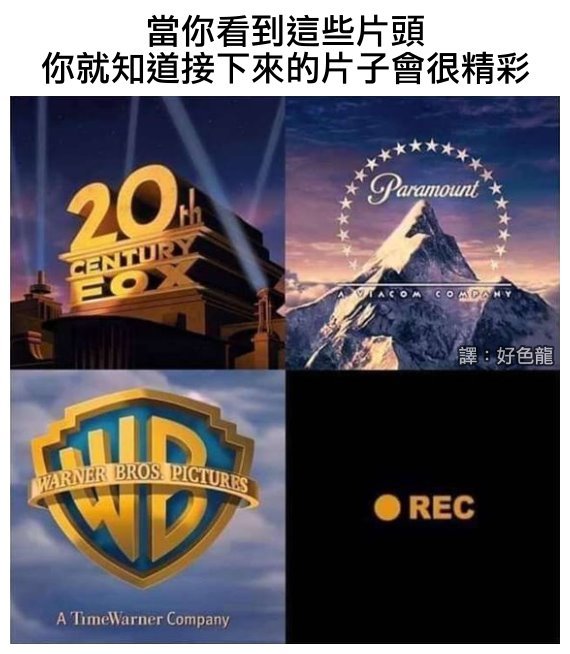 當你看到這些片頭
你就知道接下來的片子會很精彩
20th
CENTURY
FOX
Paramount
A VIACOM COMPANY
譯：好色龍
WB
WARNER BROS. PICTURES
A TimeWarner Company
REC